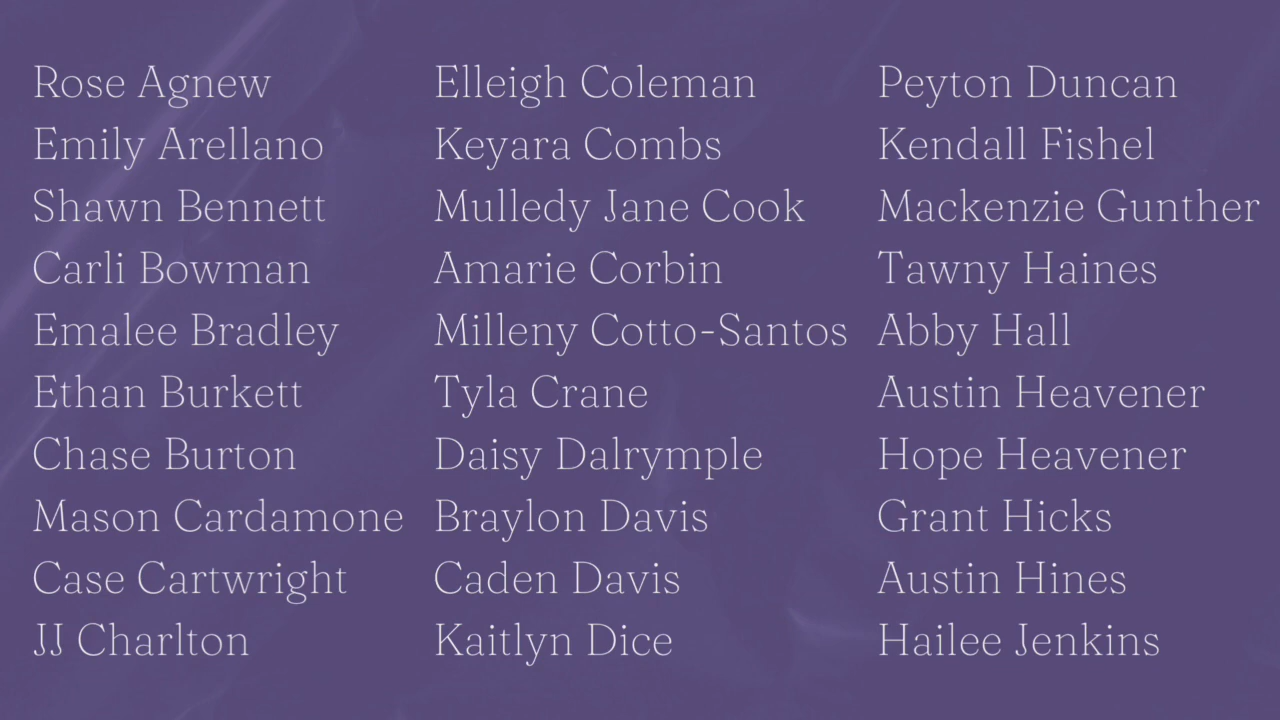 Rose Agnew
Emily Arellano
Shawn Bennett
Carli Bowman
Emalee Bradley
Ethan Burkett
Chase Burton
Mason Cardamone
Case Cartwright
JJ Charlton
Elleigh Coleman
Keyara Combs
Mulledy Jane Cook
Amarie Corbin
Milleny Cotto-Santos
Tyla Crane
Daisy Dalrymple
Braylon Davis
Caden Davis
Kaitlyn Dice
Peyton Duncan
Kendall Fishel
Mackenzie Gunther
Tawny Haines
Abby Hall
Austin Heavener
Hope Heavener
Grant Hicks
Austin Hines
Hailee Jenkins